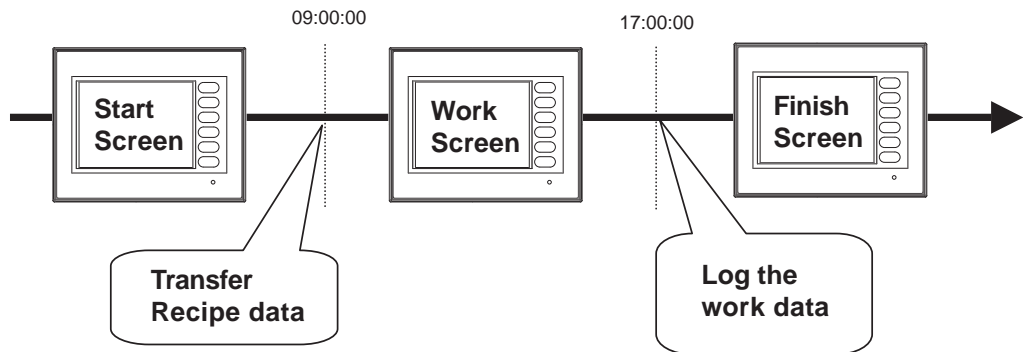 09:00:00
17:00:00
Start
Screen
Work
Screen
Finish
Screen
Transfer
Recipe data
Log the
work data